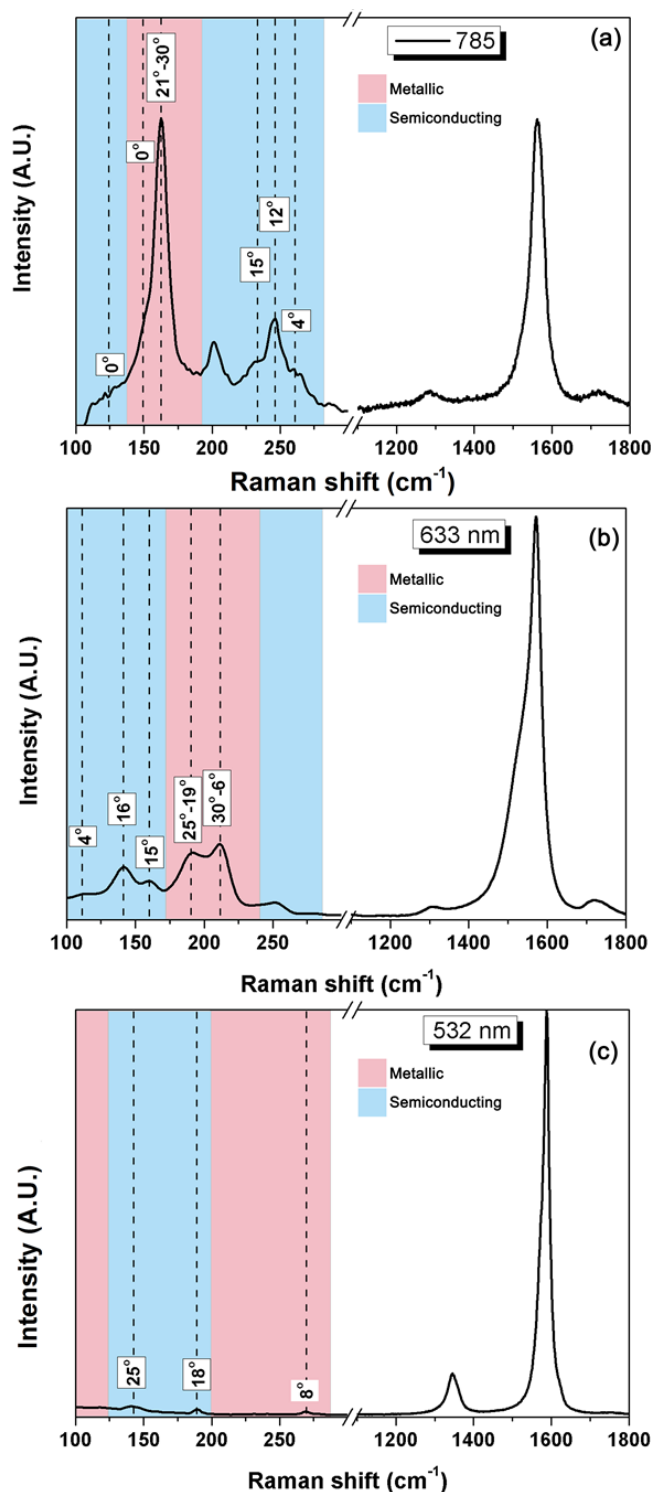 785
(a)
21°-30°
Metallic
Semiconducting
0°
12°
15°
4°
0°
Intensity (A.U.)
100 150 200 250 1200 1400 1600 1800
Raman shift (cm-1)
633 nm
(b)
Metallic
Semiconducting
4°
16°
15°
25°-19°
30°-6°
Intensity (A.U.)
100 150 200 250 1200 1400 1600 1800
Raman shift (cm-1)
532 nm
(c)
Metallic
Semiconducting
25°
18°
8°
Intensity (A.U.)
100 150 200 250 1200 1400 1600 1800
Raman shift (cm-1)